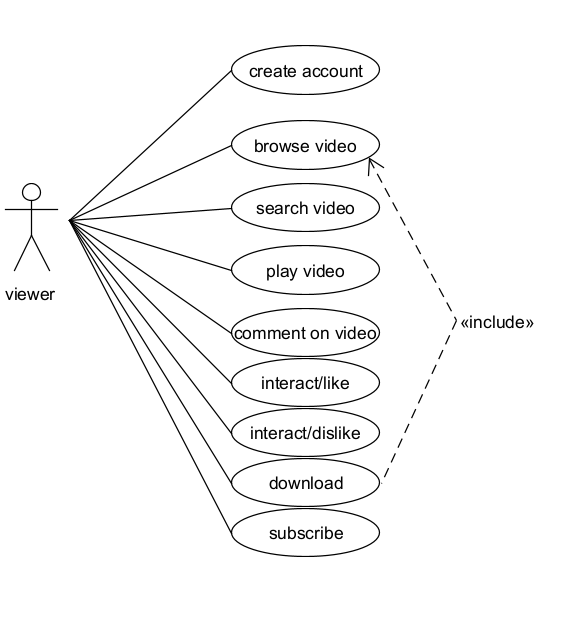 create account
browse video
search video
play video
viewer
«include»
comment on video
interact/like
interact/dislike
download
subscribe